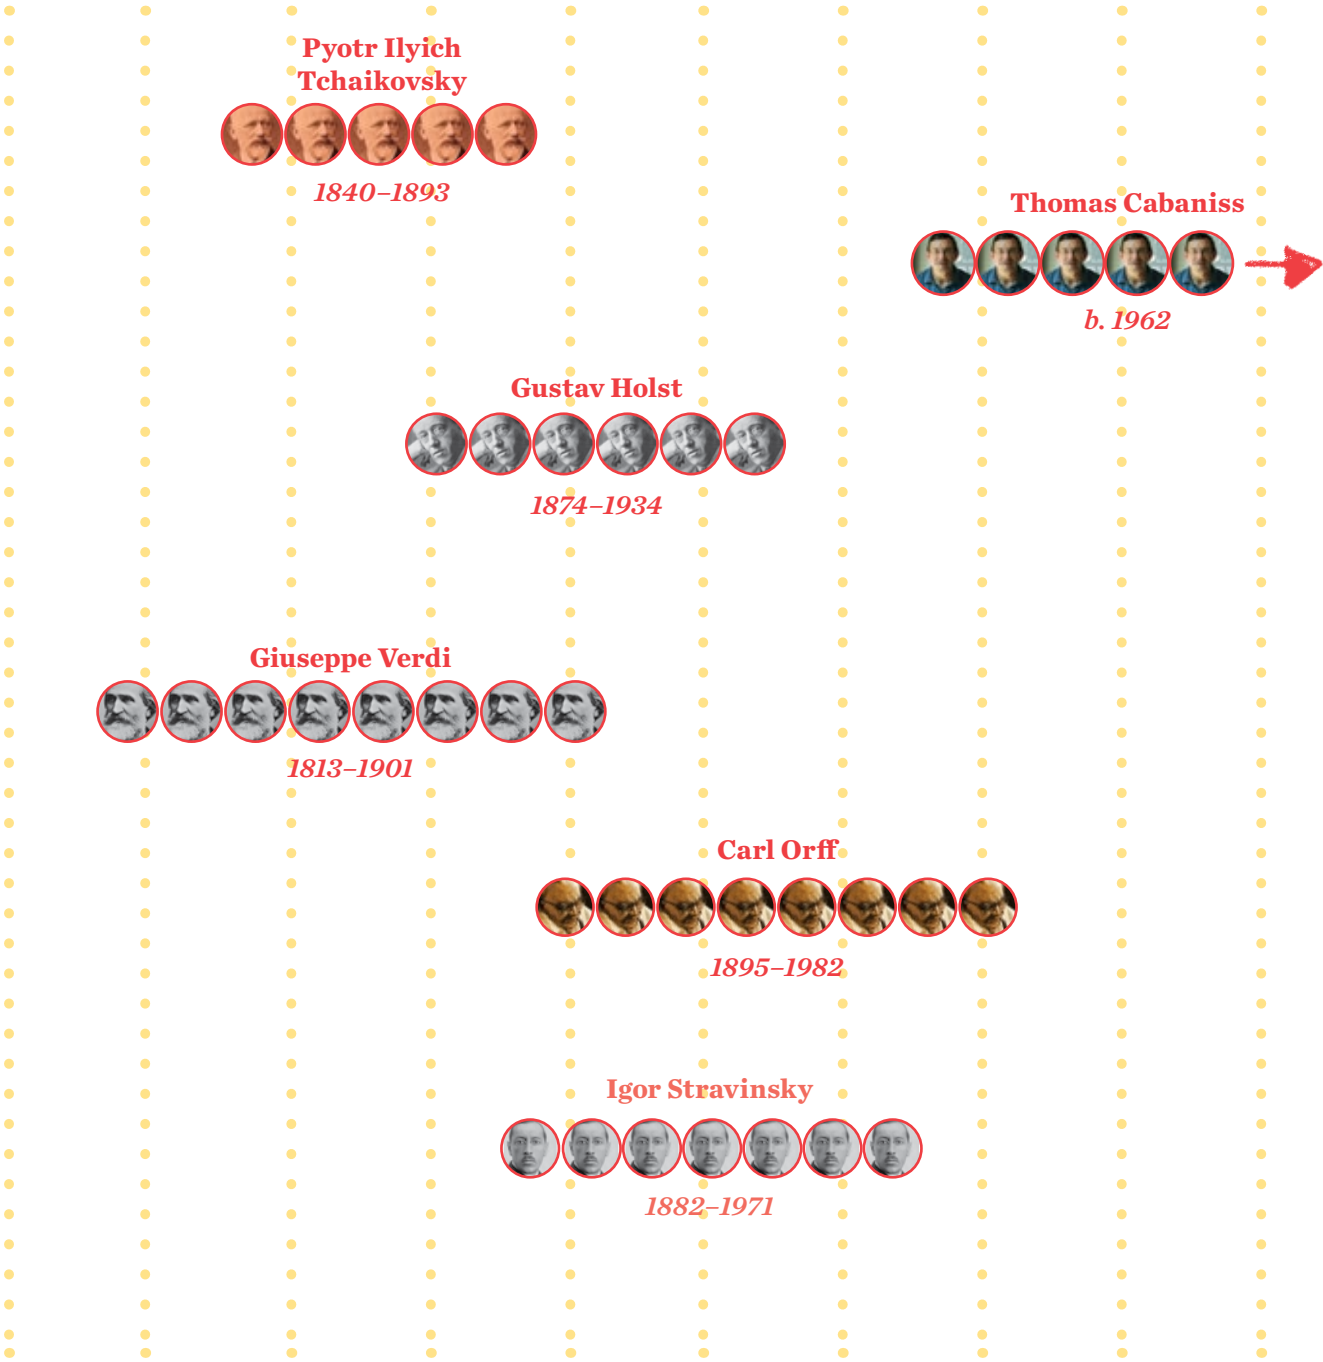 Pyotr Ilyich
Tchaikovsky
1840–1893
Thomas Cabaniss
b. 1962
Gustav Holst
1874–1934
Giuseppe Verdi
1813–1901
Carl Orff
1895–1982
Igor Stravinsky
1882–1971